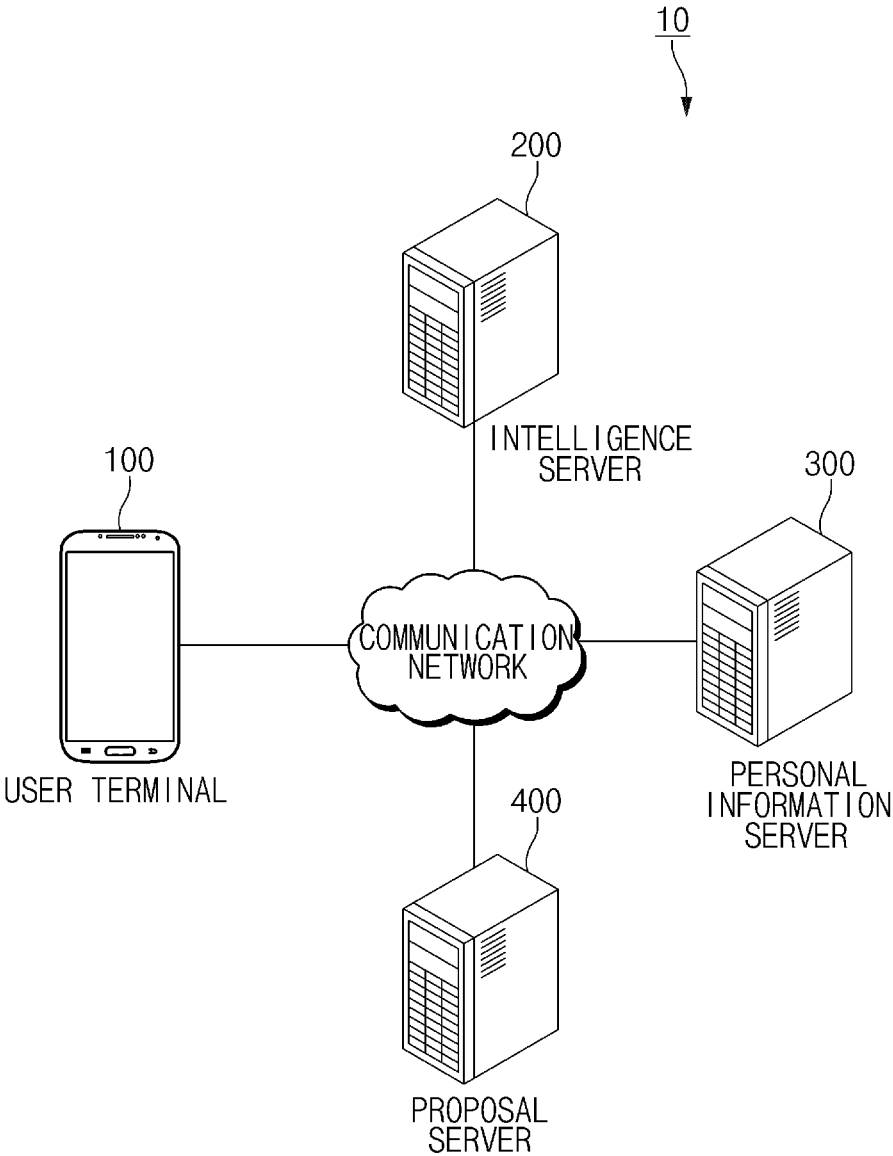 10
200
INTELLIGENCE
SERVER
100
300
COMMUNICATION
NETWORK
USER TERMINAL
PERSONAL
INFORMATION
SERVER
400
PROPOSAL
SERVER